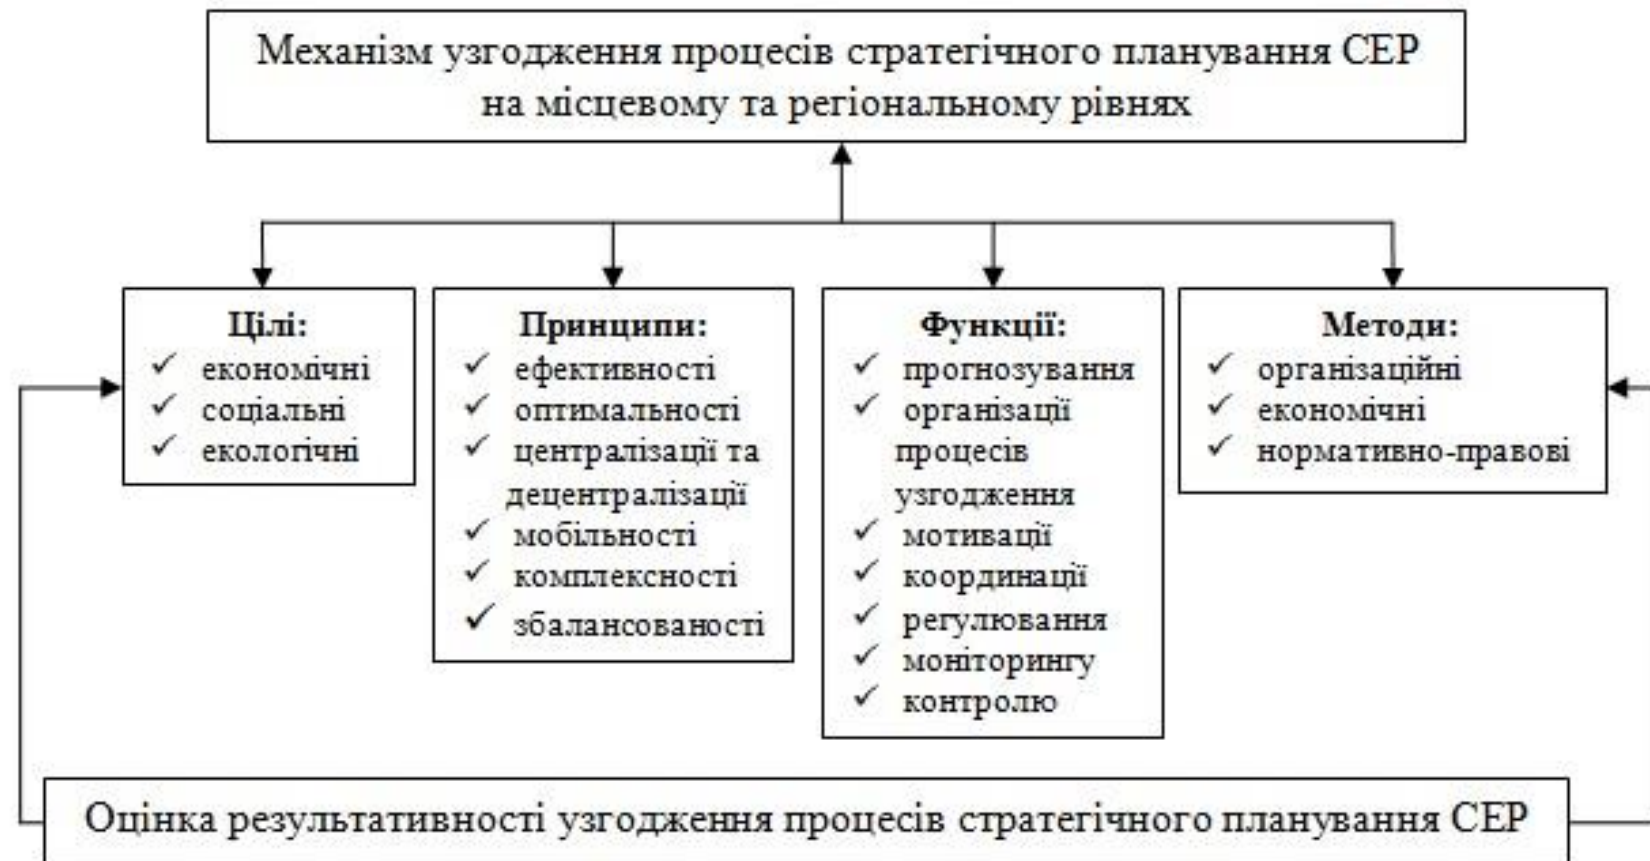 Механізм узгодження процесів стратегічного планування СЕР
на місцевому та регіональному рівнях
Цілі:
✓ економічні
✓ соціальні
✓ екологічні
Принципи:
✓ ефективності
✓ оптимальності
✓ централізації та
децентралізації
✓ мобільності
✓ комплексності
✓ збалансованості
Функції:
✓ прогнозування
✓ організації
процесів
узгодження
✓ мотивації
✓ координації
✓ регулювання
✓ моніторингу
✓ контролю
Методи:
✓ організаційні
✓ економічні
✓ нормативно-правові
Оцінка результативності узгодження процесів стратегічного планування СЕР